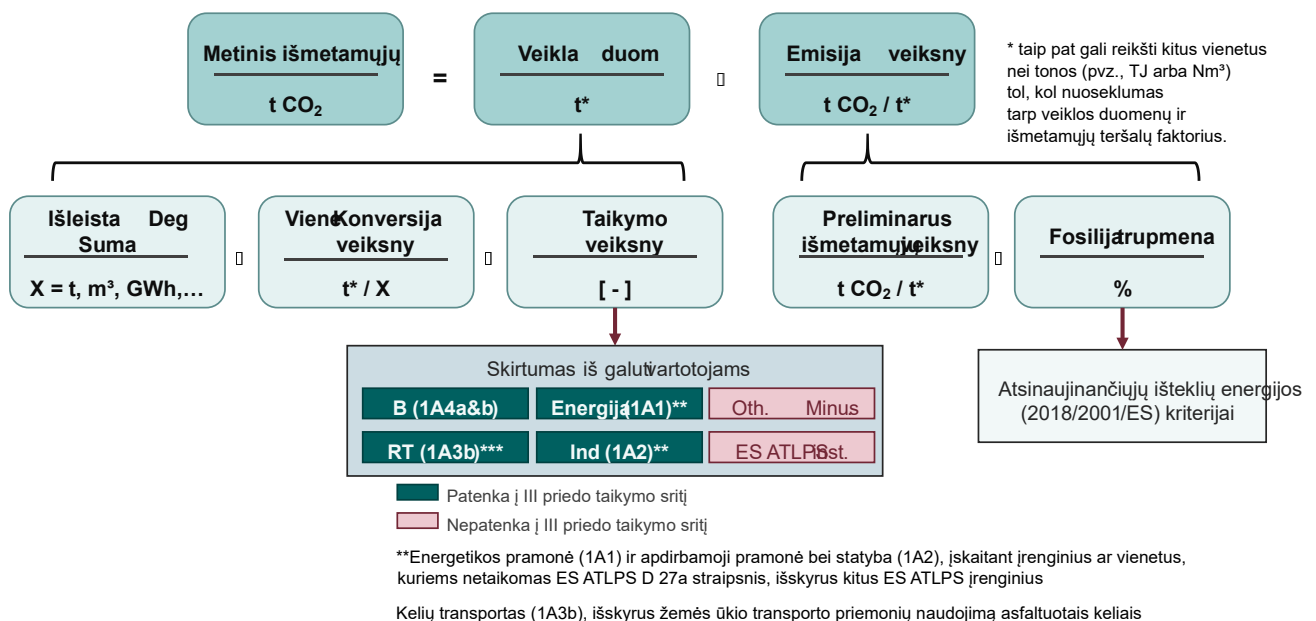 Metinis išmetamųjų
t CO₂
=
Veikla duom
t*
Emisija veiksny
t CO₂ / t*
* taip pat gali reikšti kitus vienetus
nei tonos (pvz., TJ arba Nm³)
tol, kol nuoseklumas
tarp veiklos duomenų ir
išmetamųjų teršalų faktorius.
Išleista Deg
Suma
X = t, m³, GWh,…
Viene Konversija
veiksny
t* / X
Taikymo
veiksny
[ - ]
Preliminarus
išmetamųjų veiksny
t CO₂ / t*
Fosilija trupmena
%
Skirtumas iš galuti vartotojams
B (1A4a&b)
Energija (1A1)**
Oth. Minus.
RT (1A3b)***
Ind (1A2)**
ES ATLPS inst.
Atsinaujinančiųjų išteklių energijos
(2018/2001/ES) kriterijai
Patenka į III priedo taikymo sritį
Nepatenka į III priedo taikymo sritį
**Energetikos pramonė (1A1) ir apdirbamoji pramonė bei statyba (1A2), įskaitant įrenginius ar vienetus,
kuriems netaikomas ES ATLPS D 27a straipsnis, išskyrus kitus ES ATLPS įrenginius
Kelių transportas (1A3b), išskyrus žemės ūkio transporto priemonių naudojimą asfaltuotais keliais